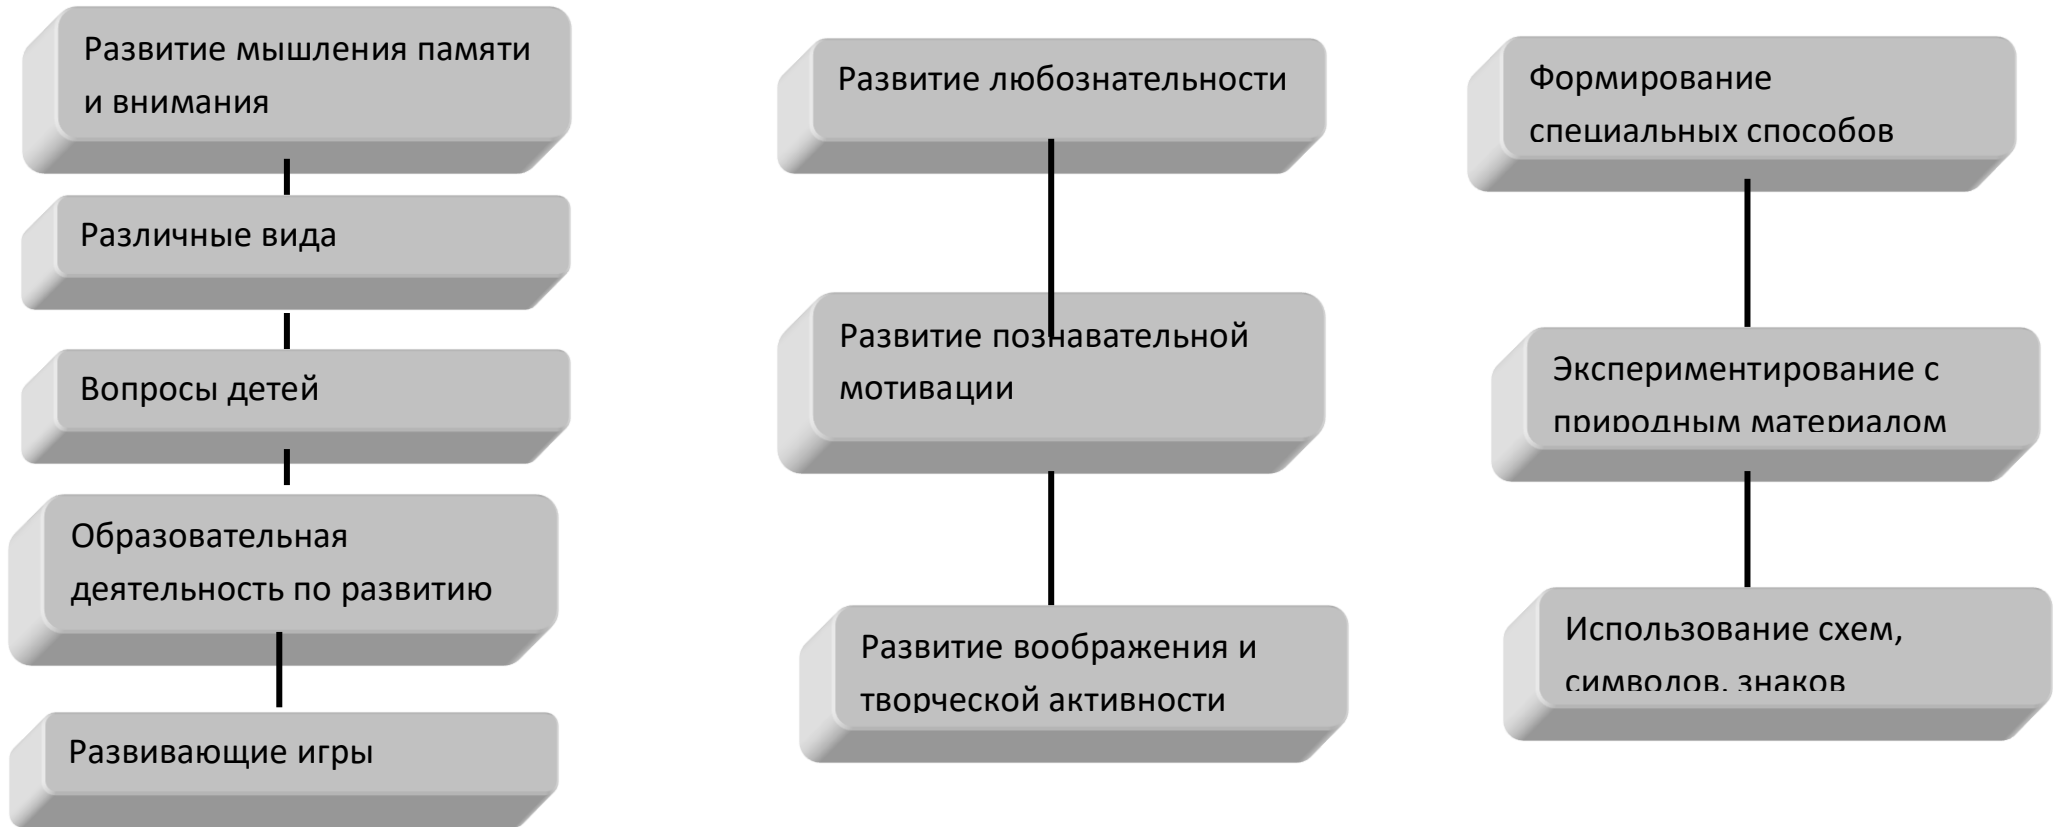 Развитие мышления памяти
и внимания
Различные вида
Вопросы детей
Образовательная
деятельность по развитию
Развивающие игры
Развитие любознательности
Развитие познавательной
мотивации
Развитие воображения и
творческой активности
Формирование
специальных способов
Экспериментирование с
природным материалом
Использование схем,
символов, знаков